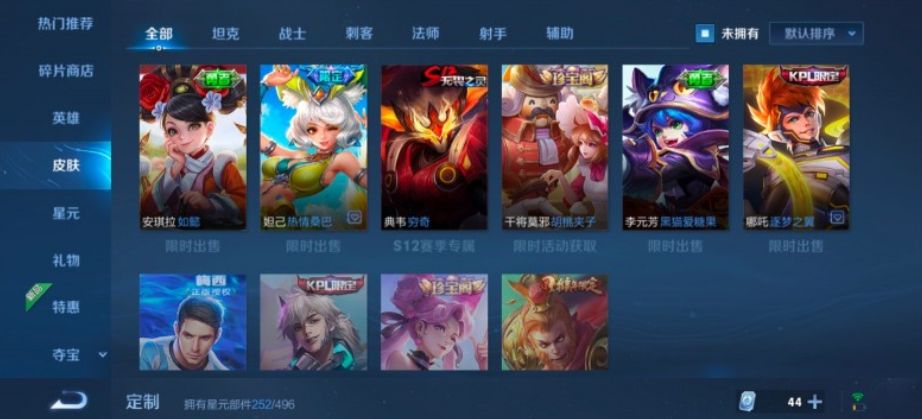 热门推荐
碎片商店
英雄
皮肤
星元
礼物
新品
特惠
夺宝
全部 坦克 战士 刺客 法师 射手 辅助
未拥有 默认排序
勇者
安琪拉 如懿
限时出售
限定
妲己 热情桑巴
限时出售
S12 无畏之灵
典韦 穷奇
S12赛季专属
珍宝阁
干将莫邪 胡桃夹子
限时活动获取
勇者
李元芳 黑猫爱糖果
限时出售
KPL限定
哪吒 逐梦之翼
限时出售
梅西
正版授权
KPL限定
珍宝阁
年限定
定制 拥有星元部件252/496
44